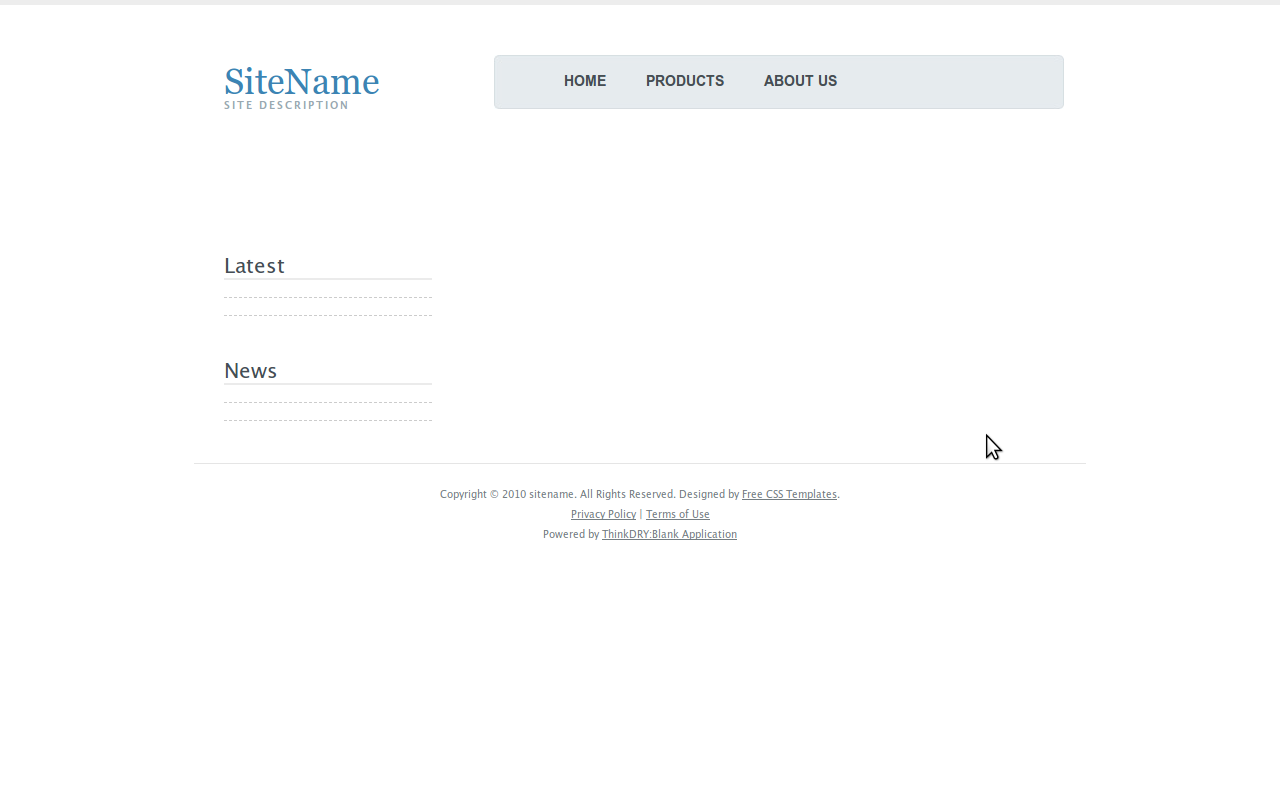 SiteName
SITE DESCRIPTION
HOME PRODUCTS ABOUT US
Latest
News
Copyright © 2010 sitename. All Rights Reserved. Designed by Free CSS Templates.
Privacy Policy | Terms of Use
Powered by ThinkDRY:Blank Application